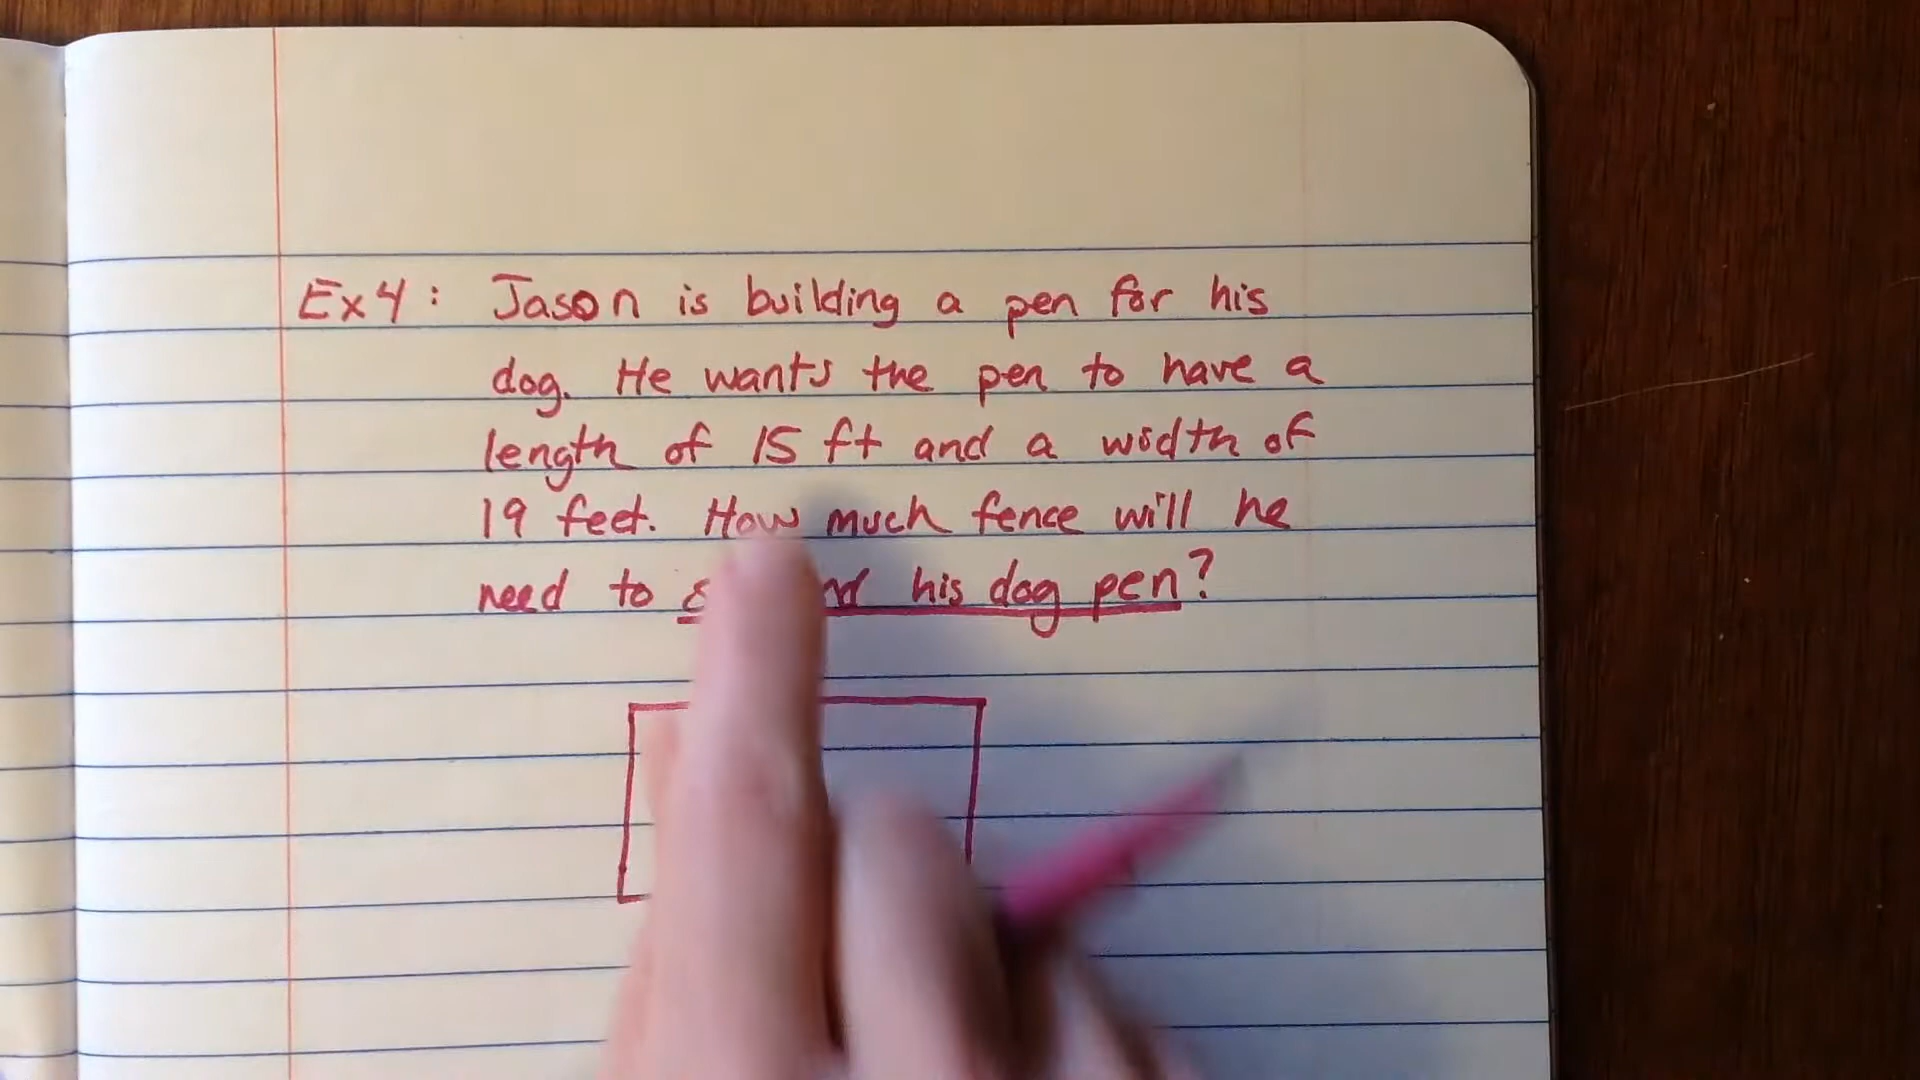 Ex 4: Jason is building a pen for his
dog. He wants the pen to have a
length of 15 ft and a width of
19 feet. How much fence will he
need to his dog pen?